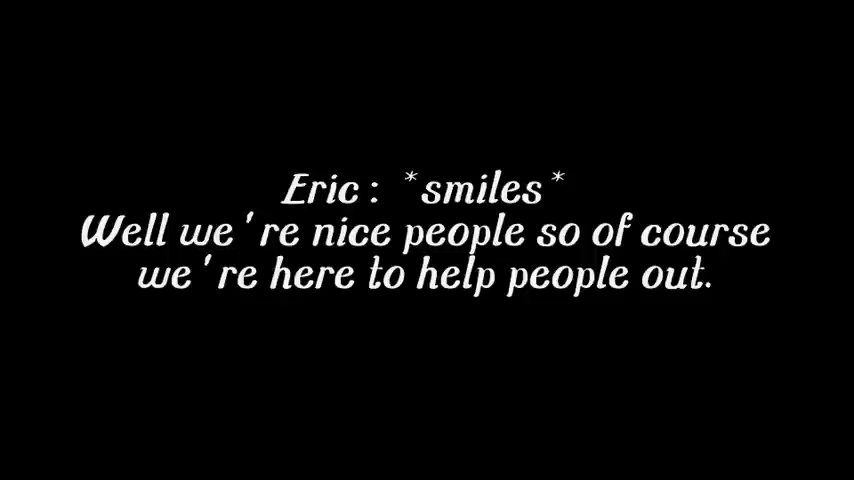 Eric : *smiles*
Well we're nice people so of course
we're here to help people out.